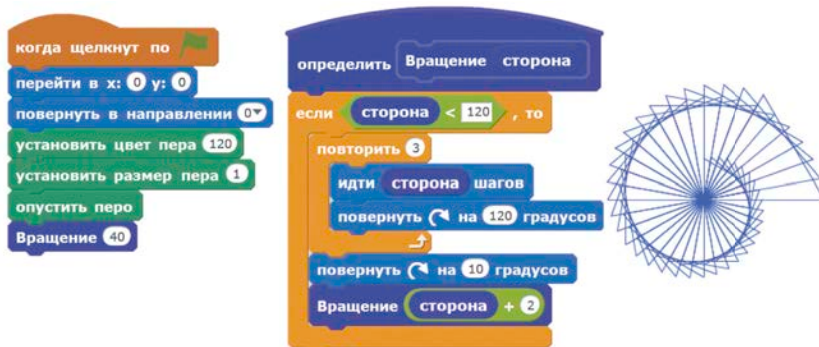 когда щелкнут по
перейти в x: 0 y: 0
повернуть в направлении 0
установить цвет пера 120
установить размер пера 1
опустить перо
Вращение 40
определить Вращение сторона
если сторона < 120 , то
повторить 3
идти сторона шагов
повернуть на 120 градусов
повернуть на 10 градусов
Вращение сторона + 2